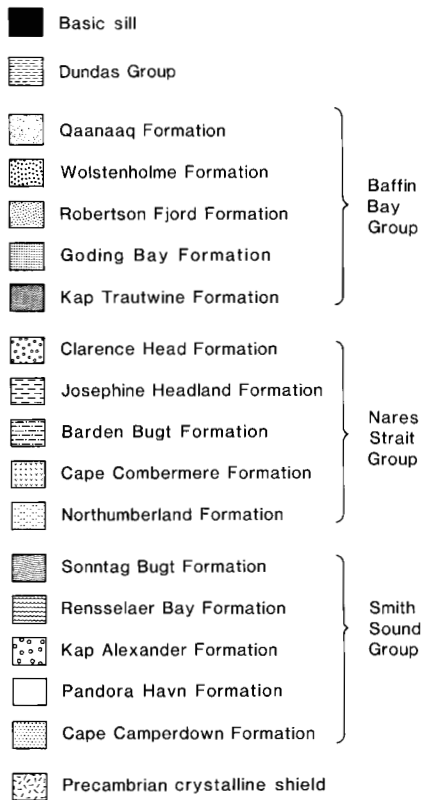 Basic sill
Dundas Group
Qaanaaq Formation
Wolstenholme Formation
Robertson Fjord Formation
Goding Bay Formation
Kap Trautwine Formation
Baffin
Bay
Group
Clarence Head Formation
Josephine Headland Formation
Barden Bugt Formation
Cape Combermere Formation
Northumberland Formation
Nares
Strait
Group
Sonntag Bugt Formation
Rensselaer Bay Formation
Kap Alexander Formation
Pandora Havn Formation
Cape Camperdown Formation
Smith
Sound
Group
Precambrian crystalline shield